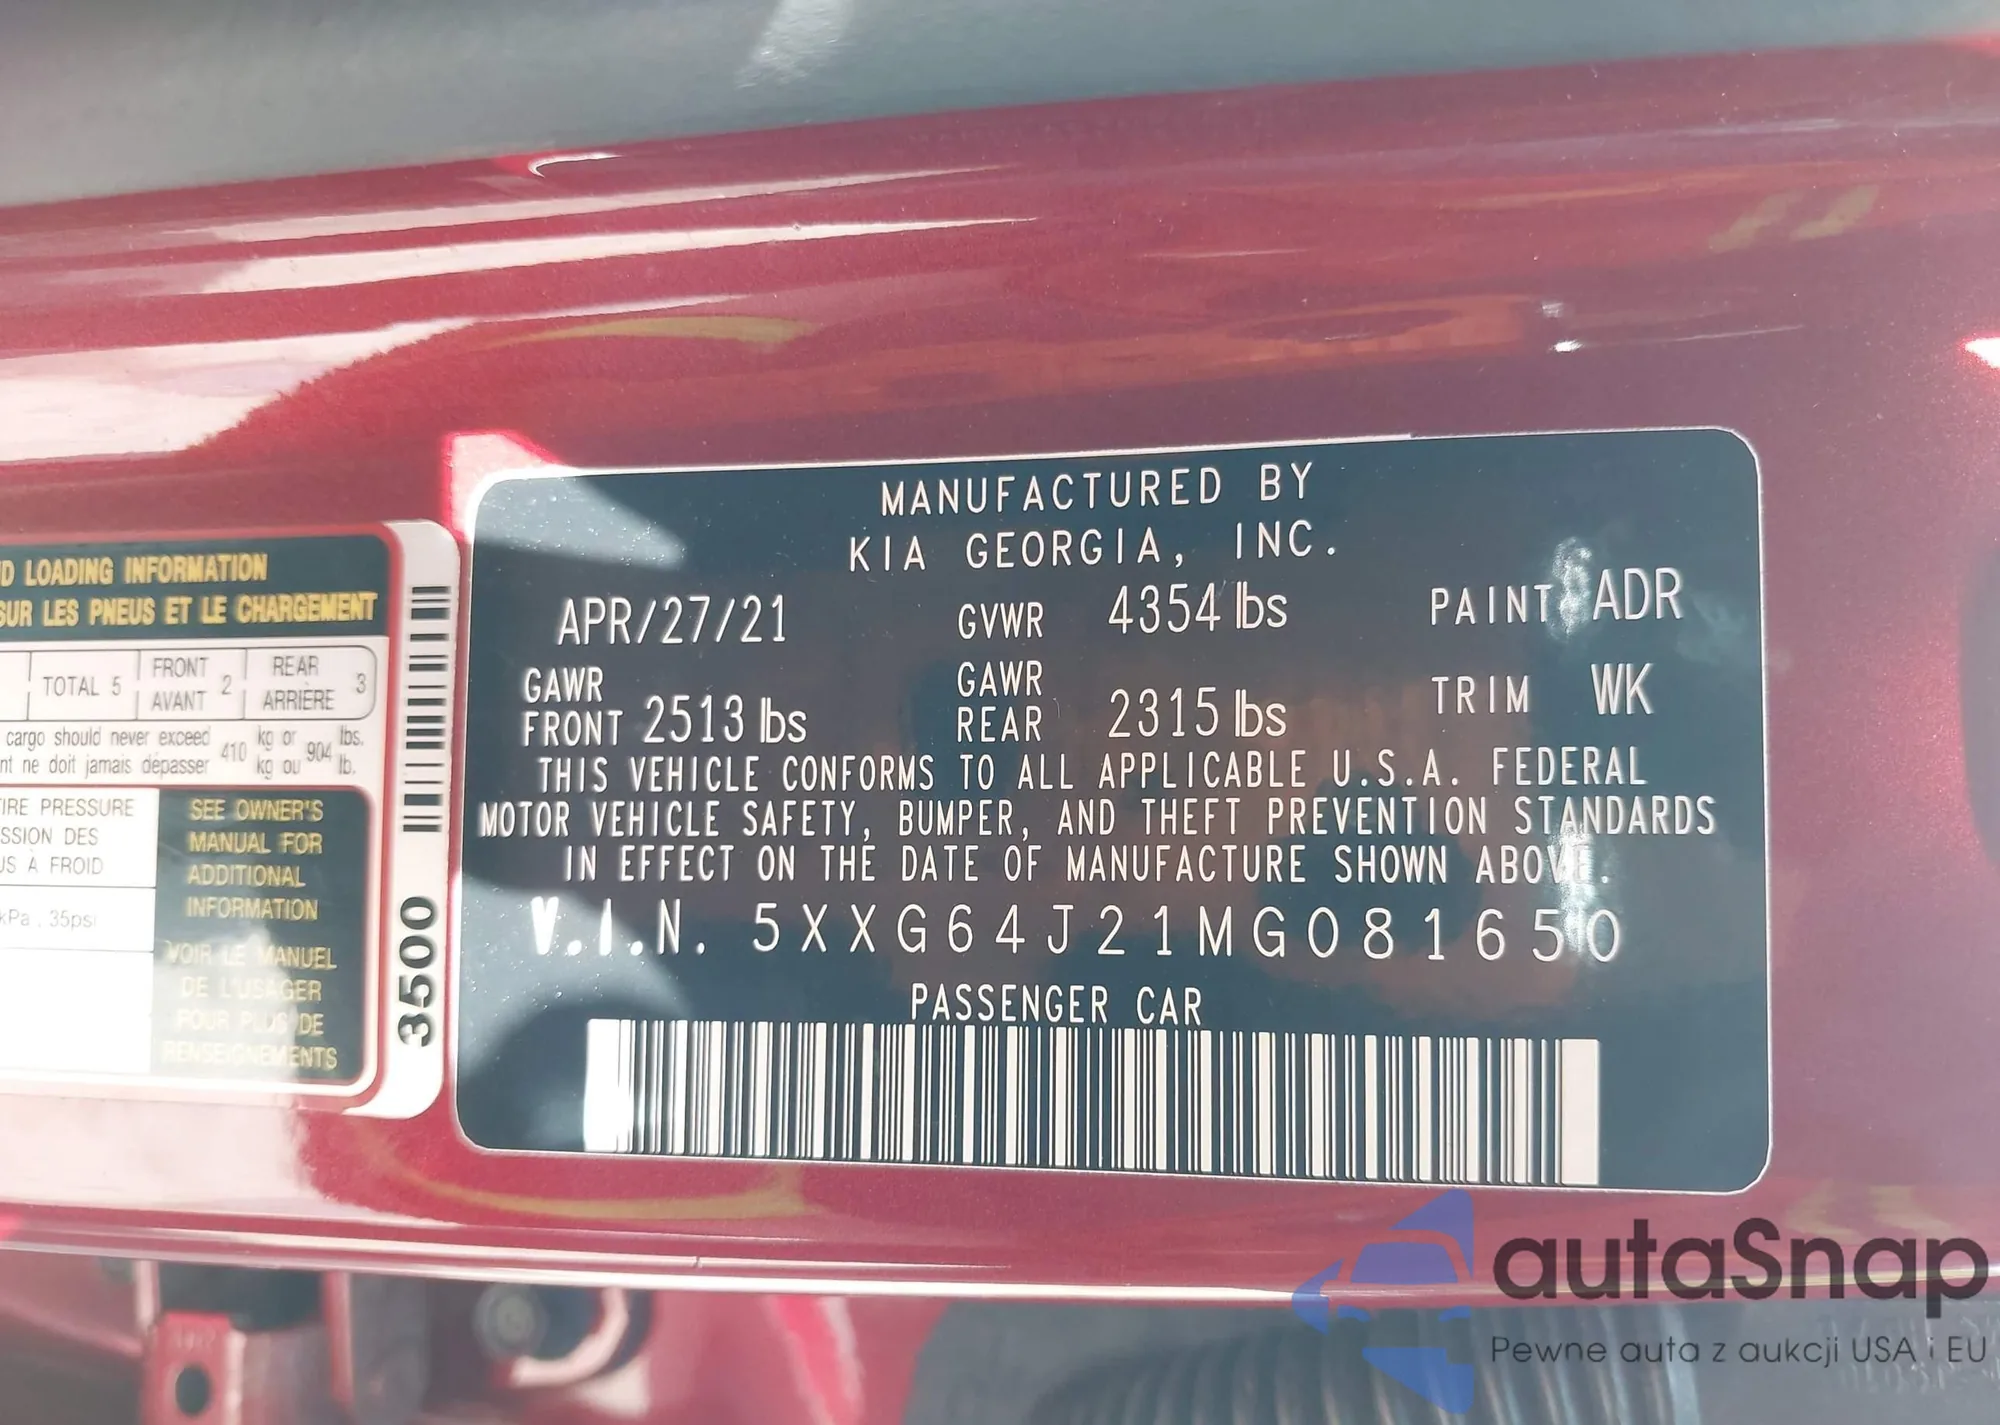 MANUFACTURED BY
KIA GEORGIA, INC.
APR/27/21 GVWR 4354 lbs PAINT ADR
GAWR FRONT 2513 lbs GAWR REAR 2315 lbs TRIM WK
THIS VEHICLE CONFORMS TO ALL APPLICABLE U.S.A. FEDERAL
MOTOR VEHICLE SAFETY, BUMPER, AND THEFT PREVENTION STANDARDS
IN EFFECT ON THE DATE OF MANUFACTURE SHOWN ABOVE.
V.I.N. 5XXG64J21MG081650
PASSENGER CAR
D LOADING INFORMATION
SUR LES PNEUS ET LE CHARGEMENT
TOTAL 5 FRONT AVANT 2 REAR ARRIÈRE 3
cargo should never exceed 410 kg or 904 lbs.
nt ne doit jamais dépasser kg ou lb.
IRE PRESSURE
SSION DES
US À FROID
kPa, 35psi
SEE OWNER'S
MANUAL FOR
ADDITIONAL
INFORMATION
VOIR LE MANUEL
DE L'USAGER
POUR PLUS DE
RENSEIGNEMENTS
3500
autaSnap
Pewne auta z aukcji USA i EU